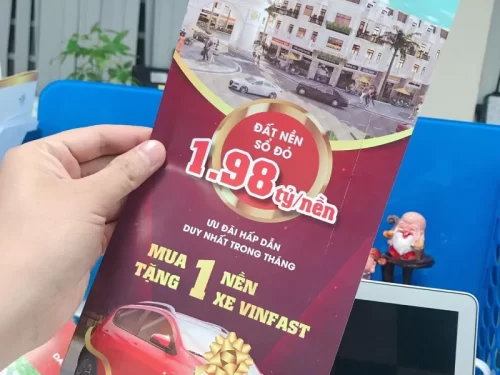 ĐẤT NỀN
SỔ ĐỎ
1.98 tỷ/nền
ƯU ĐÃI HẤP DẪN
DUY NHẤT TRONG THÁNG
MUA 1 NỀN
TẶNG 1 XE VINFAST